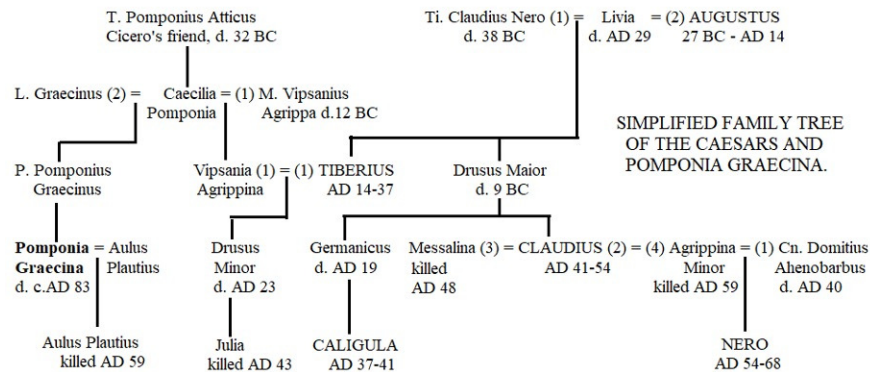 T. Pomponius Atticus
Cicero's friend, d. 32 BC
Ti. Claudius Nero (1) = Livia = (2) AUGUSTUS
d. 38 BC d. AD 29 27 BC - AD 14
L. Graecinus (2) = Caecilia = (1) M. Vipsanius
Pomponia Agrippa d.12 BC
SIMPLIFIED FAMILY TREE
OF THE CAESARS AND
POMPONIA GRAECINA.
P. Pomponius
Graecinus
Vipsania (1) = (1) TIBERIUS
Agrippina AD 14-37
Drusus Maior
d. 9 BC
Pomponia = Aulus
Graecina Plautius
d. c.AD 83
Drusus
Minor
d. AD 23
Germanicus
d. AD 19
Messalina (3) = CLAUDIUS (2) = (4) Agrippina = (1) Cn. Domitius
killed AD 41-54 Minor Ahenobarbus
AD 48 killed AD 59 d. AD 40
Aulus Plautius
killed AD 59
Julia
killed AD 43
CALIGULA
AD 37-41
NERO
AD 54-68